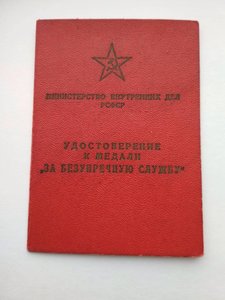 МИНИСТЕРСТВО ВНУТРЕННИХ ДЕЛ
РСФСР
УДОСТОВЕРЕНИЕ
К МЕДАЛИ
„ЗА БЕЗУПРЕЧНУЮ СЛУЖБУ"